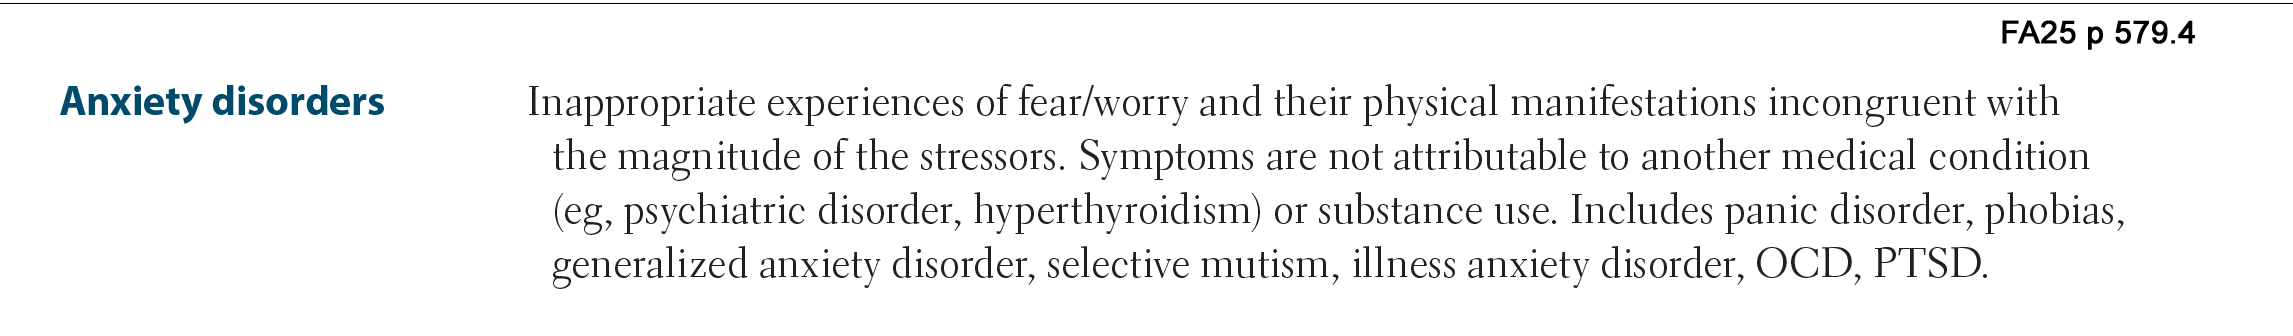 FA25 p 579.4
Anxiety disorders
Inappropriate experiences of fear/worry and their physical manifestations incongruent with
the magnitude of the stressors. Symptoms are not attributable to another medical condition
(eg, psychiatric disorder, hyperthyroidism) or substance use. Includes panic disorder, phobias,
generalized anxiety disorder, selective mutism, illness anxiety disorder, OCD, PTSD.